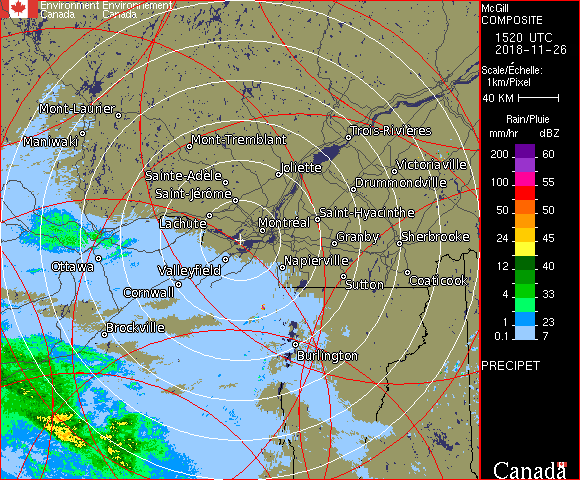 Environment Environnement
Canada Canada
McGill
COMPOSITE
1520 UTC
2018-11-26
Scale/Échelle:
1km/Pixel
40 KM
Rain/Pluie
mm/hr dBZ
200 60
100 55
50 50
24 45
12 40
4 33
1 23
0.1 7
PRECIPET
Canada
Mont-Laurier
Maniwaki
Mont-Tremblant
Trois-Rivières
Sainte-Adèle
Joliette
Victoriaville
Saint-Jérôme
Drummondville
Lachute
Montréal
Saint-Hyacinthe
Granby
Sherbrooke
Ottawa
Valleyfield
Napierville
Cornwall
Sutton
Coaticook
Brockville
Burlington